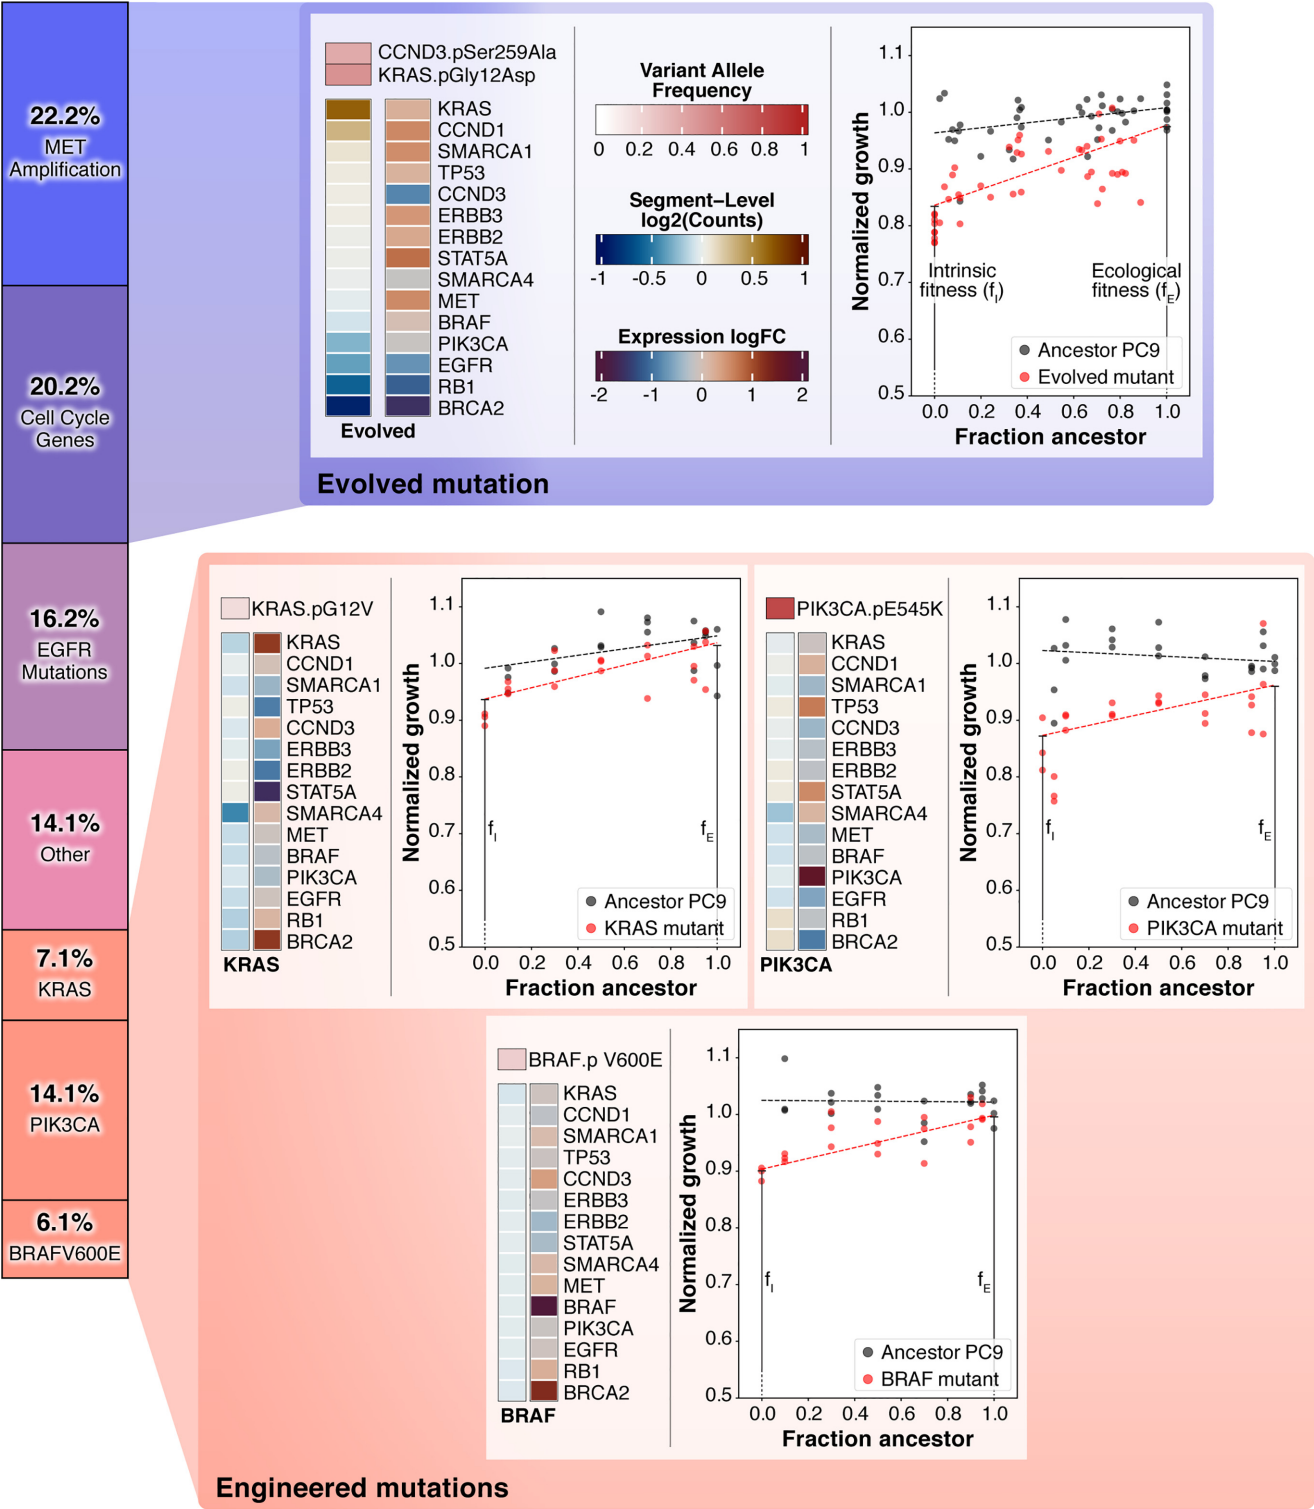 22.2%
MET
Amplification
20.2%
Cell Cycle
Genes
16.2%
EGFR
Mutations
14.1%
Other
7.1%
KRAS
14.1%
PIK3CA
6.1%
BRAFV600E
CCND3.pSer259Ala
KRAS.pGly12Asp
KRAS
CCND1
SMARCA1
TP53
CCND3
ERBB3
ERBB2
STAT5A
SMARCA4
MET
BRAF
PIK3CA
EGFR
RB1
BRCA2
Evolved
Variant Allele
Frequency
0 0.2 0.4 0.6 0.8 1
Segment-Level
log2(Counts)
-1 -0.5 0 0.5 1
Expression logFC
-2 -1 0 1 2
Normalized growth
1.1
1.0
0.9
0.8
0.7
0.6
0.5
Intrinsic
fitness (fI)
Ecological
fitness (fE)
Ancestor PC9
Evolved mutant
0.0 0.2 0.4 0.6 0.8 1.0
Fraction ancestor
Evolved mutation
KRAS.pG12V
KRAS
CCND1
SMARCA1
TP53
CCND3
ERBB3
ERBB2
STAT5A
SMARCA4
MET
BRAF
PIK3CA
EGFR
RB1
BRCA2
KRAS
Normalized growth
1.1
1.0
0.9
0.8
0.7
0.6
0.5
fI
fE
Ancestor PC9
KRAS mutant
0.0 0.2 0.4 0.6 0.8 1.0
Fraction ancestor
PIK3CA.pE545K
KRAS
CCND1
SMARCA1
TP53
CCND3
ERBB3
ERBB2
STAT5A
SMARCA4
MET
BRAF
PIK3CA
EGFR
RB1
BRCA2
PIK3CA
Normalized growth
1.1
1.0
0.9
0.8
0.7
0.6
0.5
fI
fE
Ancestor PC9
PIK3CA mutant
0.0 0.2 0.4 0.6 0.8 1.0
Fraction ancestor
BRAF.p V600E
KRAS
CCND1
SMARCA1
TP53
CCND3
ERBB3
ERBB2
STAT5A
SMARCA4
MET
BRAF
PIK3CA
EGFR
RB1
BRCA2
BRAF
Normalized growth
1.1
1.0
0.9
0.8
0.7
0.6
0.5
fI
fE
Ancestor PC9
BRAF mutant
0.0 0.2 0.4 0.6 0.8 1.0
Fraction ancestor
Engineered mutations